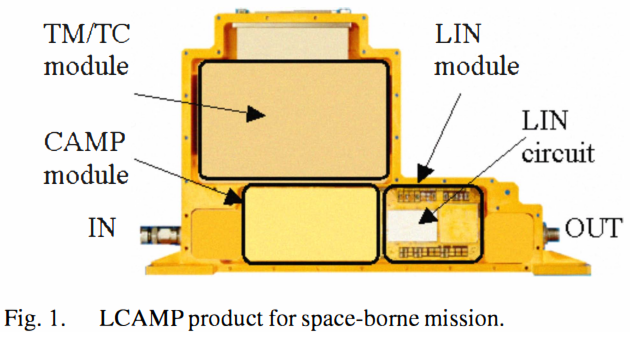 TM/TC
module
LIN
module
CAMP
module
LIN
circuit
IN
OUT
Fig. 1. LCAMP product for space-borne mission.